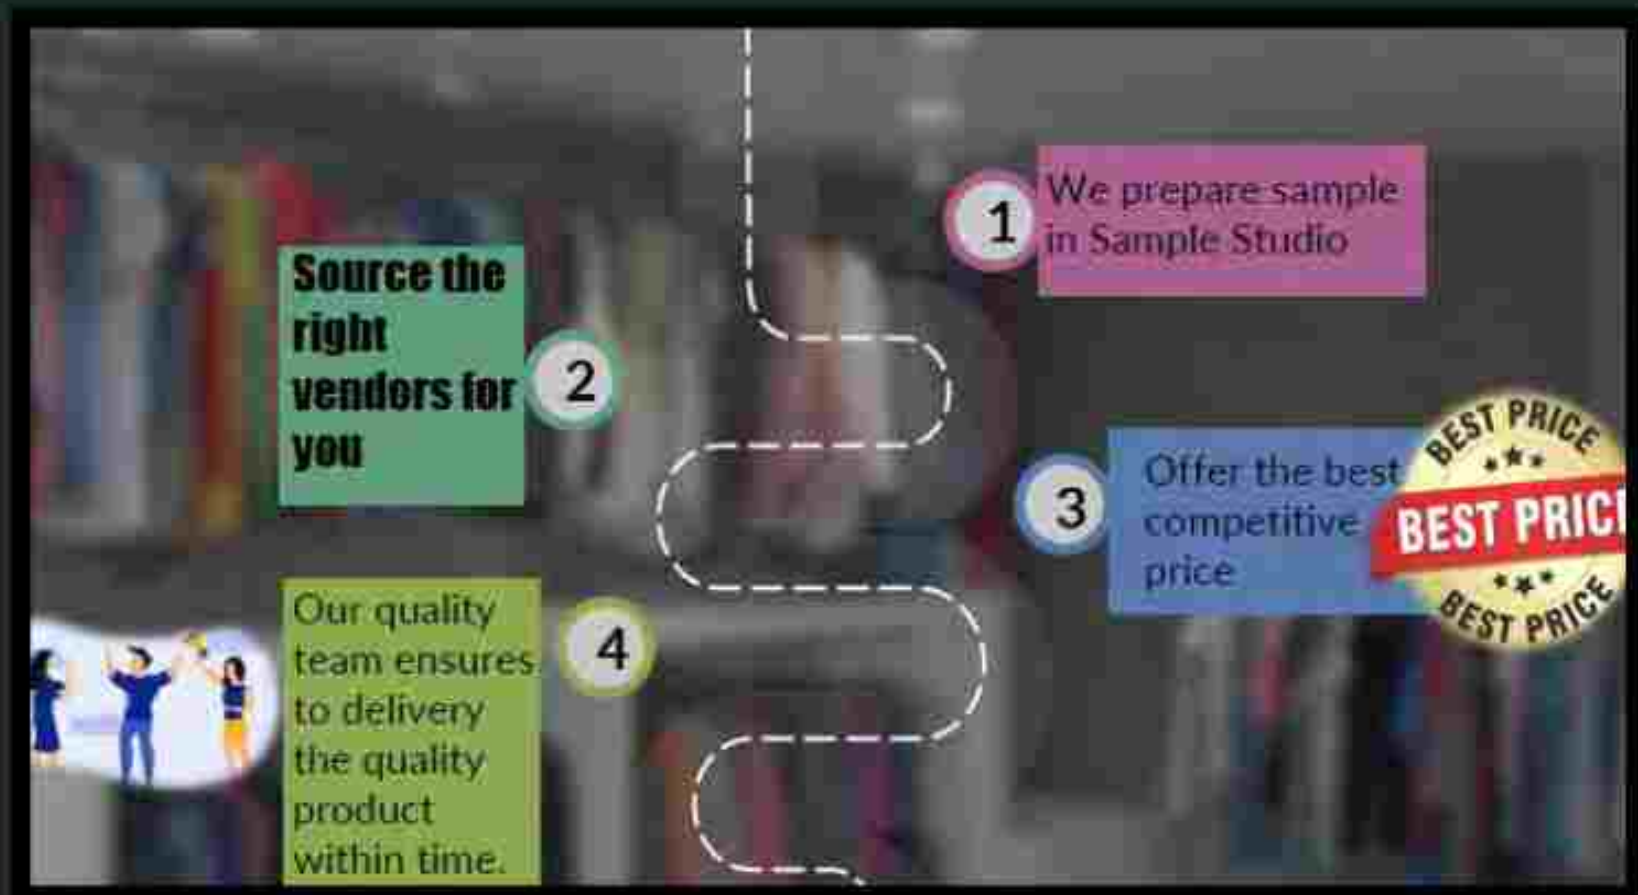 1
We prepare sample
in Sample Studio
2
Source the
right
vendors for
you
3
Offer the best
competitive
price
BEST PRICE
BEST PRICE
BEST PRICE
4
Our quality
team ensures
to delivery
the quality
product
within time.